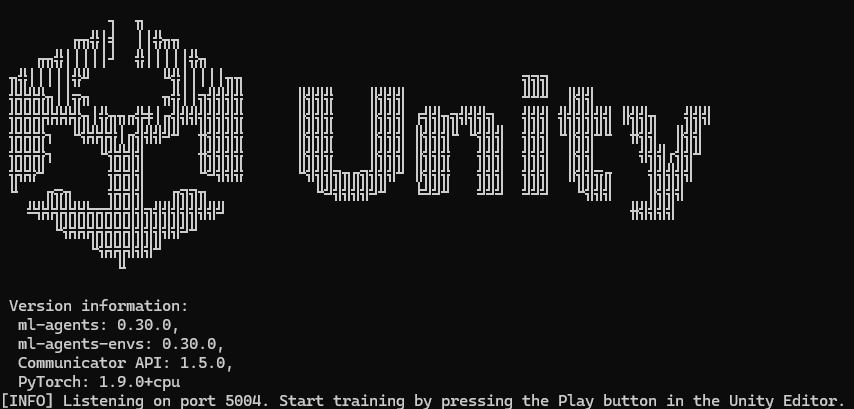 Unity
Version information:
ml-agents: 0.30.0,
ml-agents-envs: 0.30.0,
Communicator API: 1.5.0,
PyTorch: 1.9.0+cpu
[INFO] Listening on port 5004. Start training by pressing the Play button in the Unity Editor.